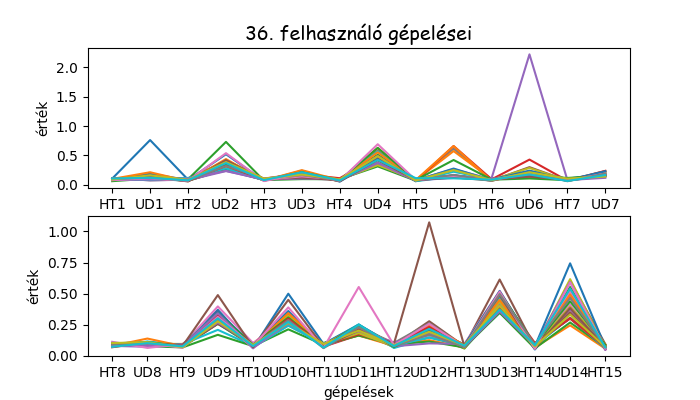 36. felhasználó gépelései
érték
2.0
1.5
1.0
0.5
0.0
HT1 UD1 HT2 UD2 HT3 UD3 HT4 UD4 HT5 UD5 HT6 UD6 HT7 UD7
érték
1.00
0.75
0.50
0.25
0.00
HT8 UD8 HT9 UD9 HT10 UD10 HT11 UD11 HT12 UD12 HT13 UD13 HT14 UD14 HT15
gépelések